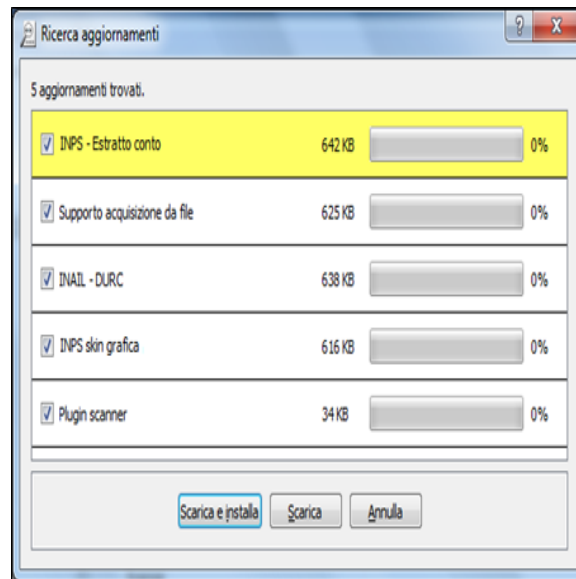 Ricerca aggiornamenti
5 aggiornamenti trovati.
INPS - Estratto conto 642 KB 0%
Supporto acquisizione da file 625 KB 0%
INAIL - DURC 638 KB 0%
INPS skin grafica 616 KB 0%
Plugin scanner 34 KB 0%
Scarica e installa Scarica Annulla